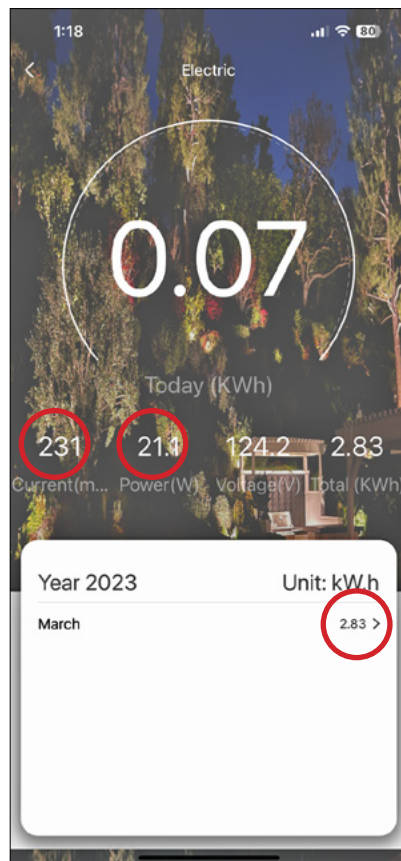 1:18 80
Electric
0.07
Today (KWh)
231 21.1 124.2 2.83
Current(m... Power(W) Voltage(V) Total (KWh)
Year 2023 Unit: kW.h
March 2.83 >